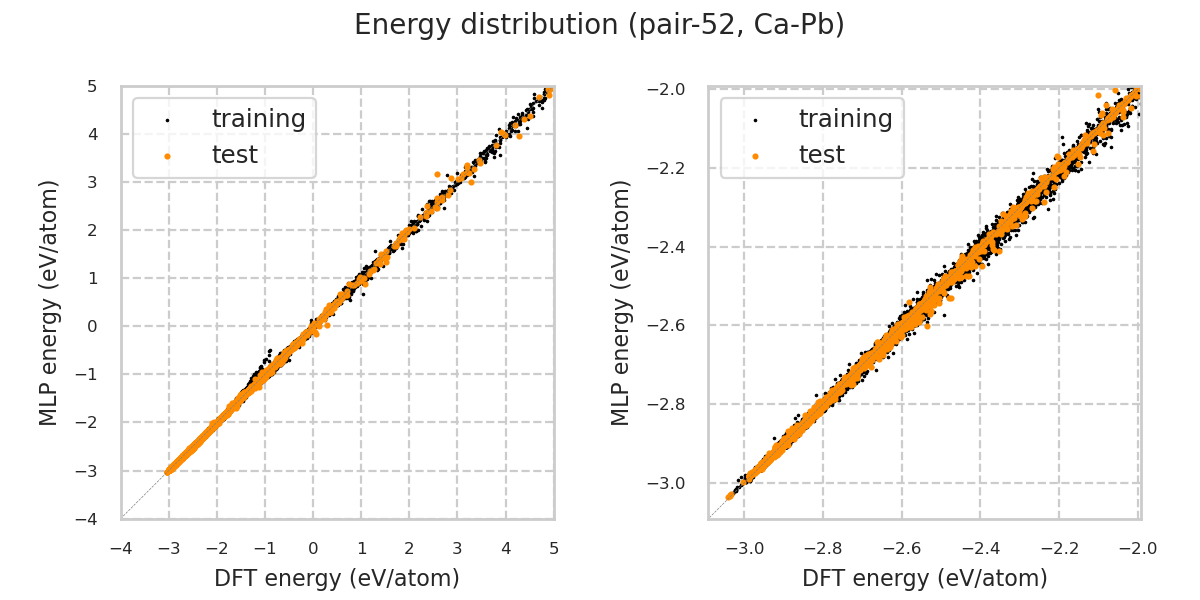 Energy distribution (pair-52, Ca-Pb)
training
test
MLP energy (eV/atom)
5
4
3
2
1
0
−1
−2
−3
−4
−4 −3 −2 −1 0 1 2 3 4 5
DFT energy (eV/atom)
training
test
MLP energy (eV/atom)
−2.0
−2.2
−2.4
−2.6
−2.8
−3.0
−3.0 −2.8 −2.6 −2.4 −2.2 −2.0
DFT energy (eV/atom)